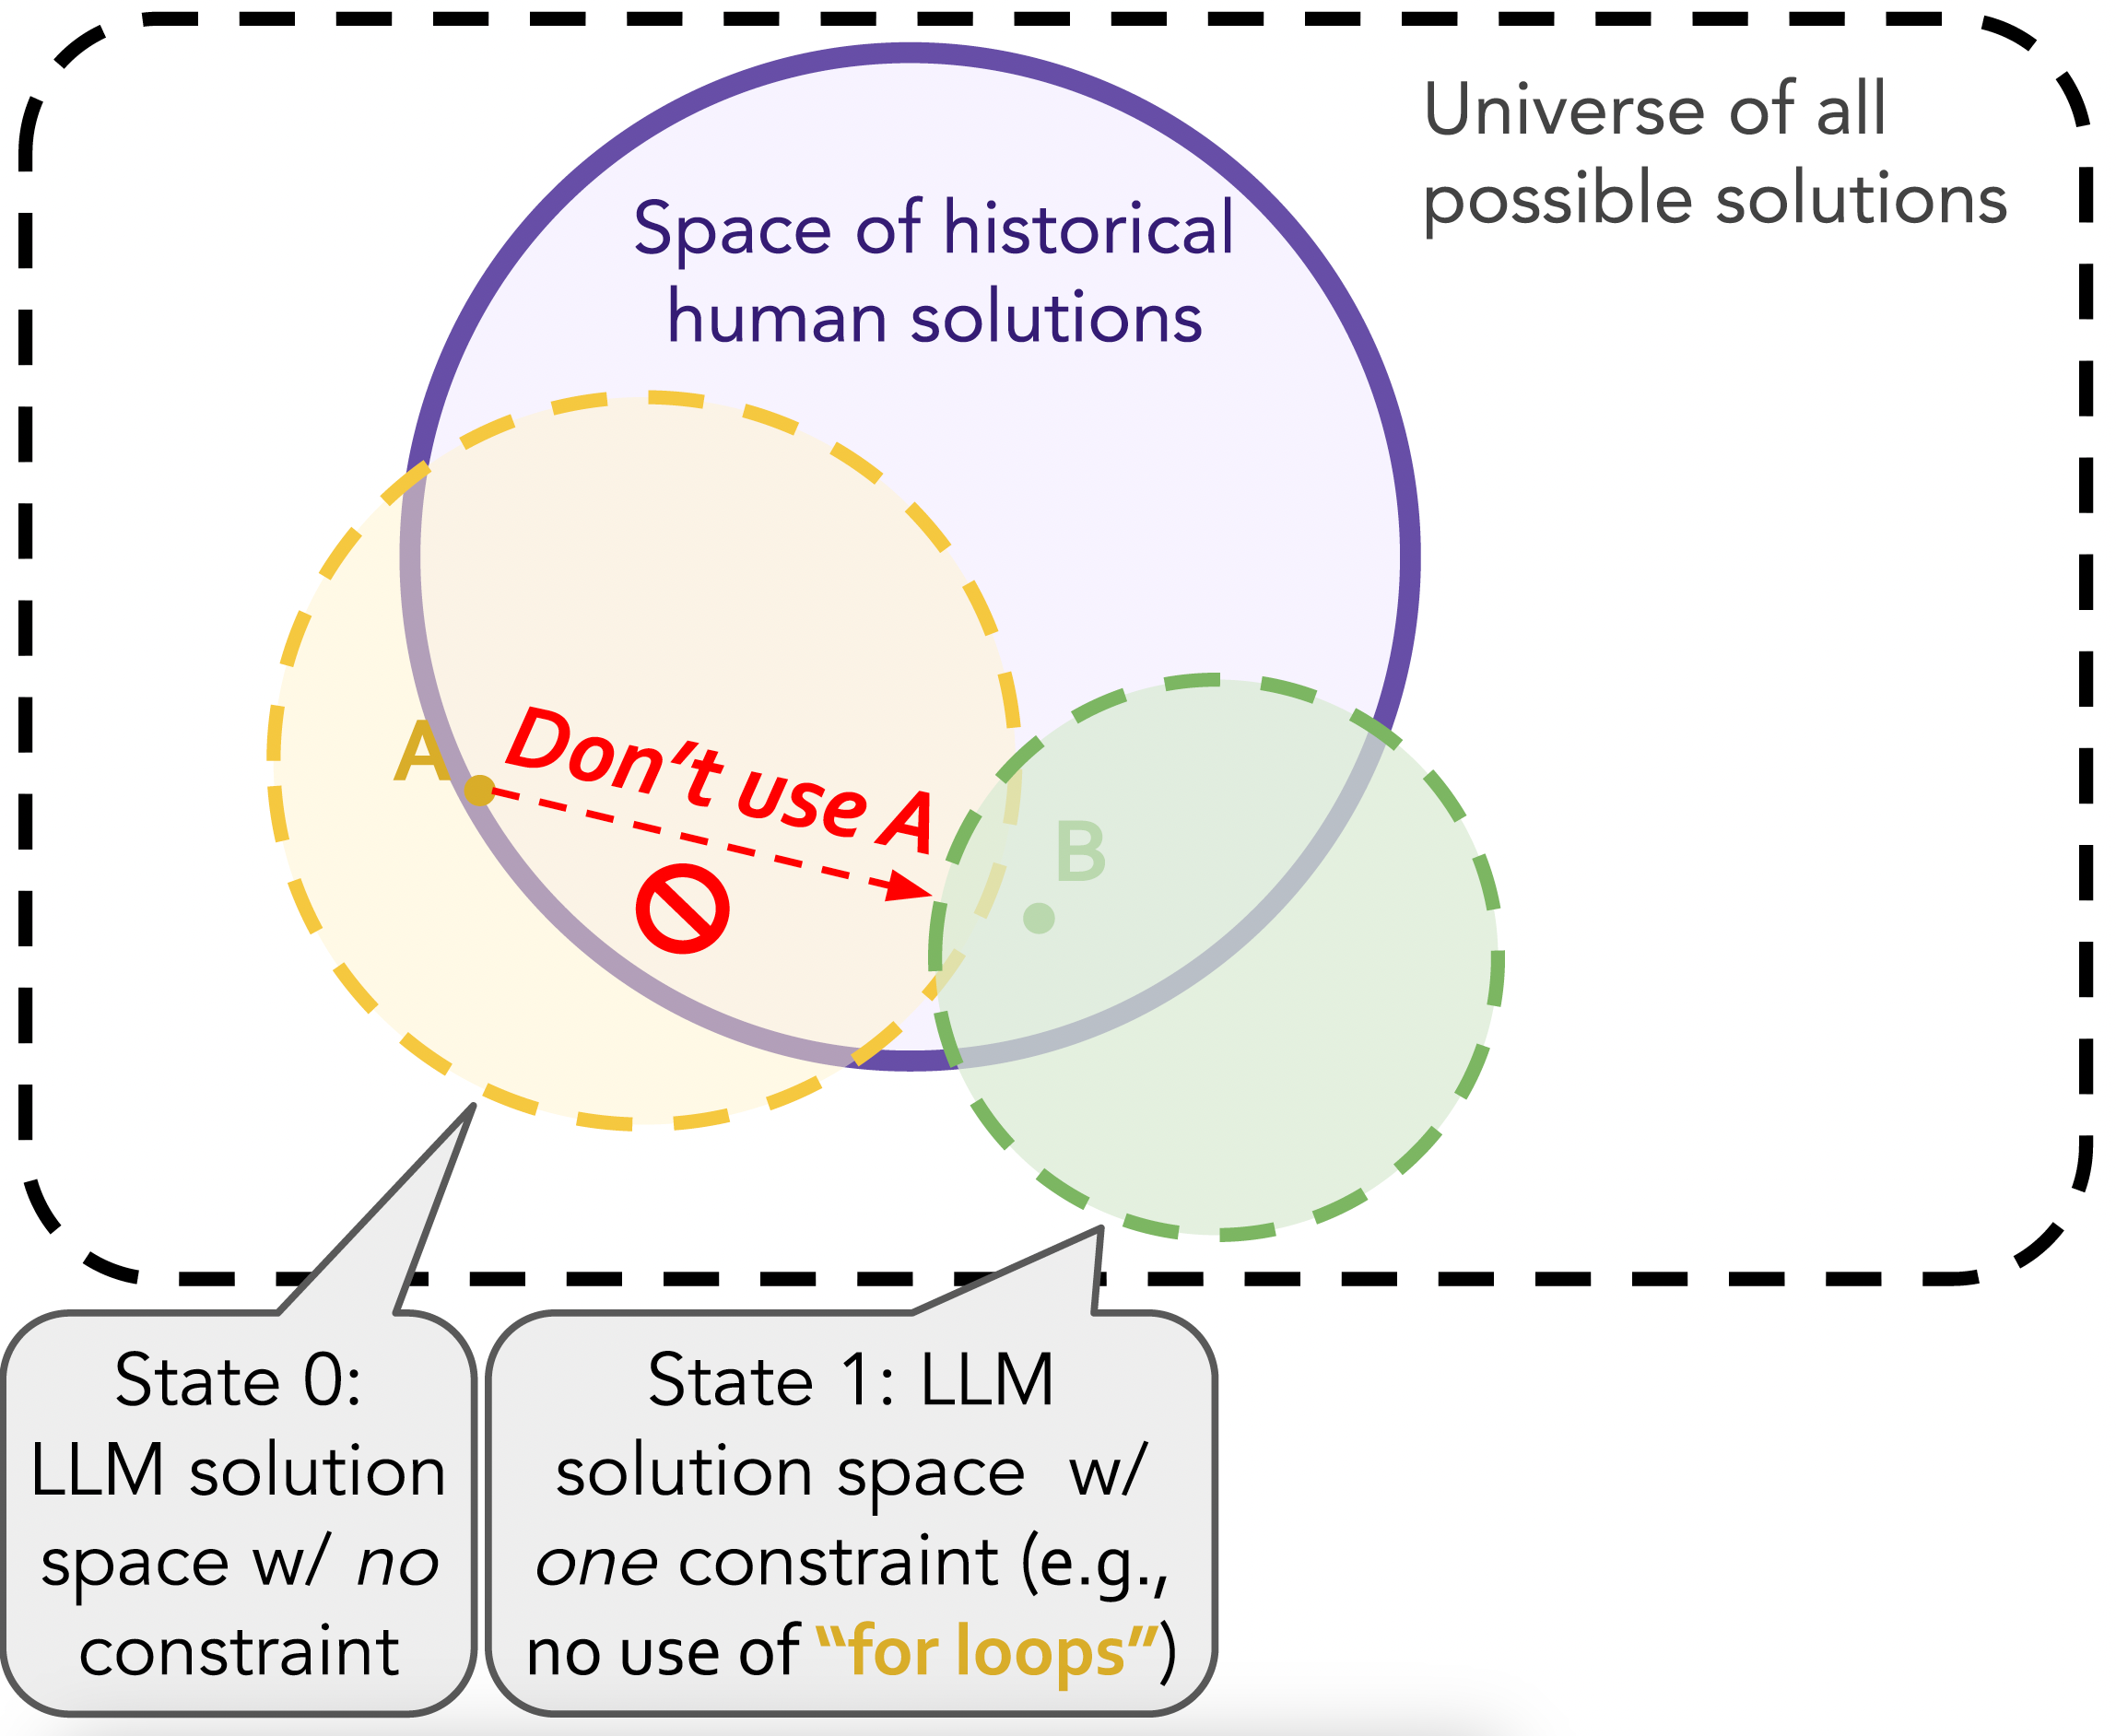 Universe of all
possible solutions
Space of historical
human solutions
A
Don't use A
B
State 0:
LLM solution
space w/ no
constraint
State 1: LLM
solution space w/
one constraint (e.g.,
no use of “for loops”)